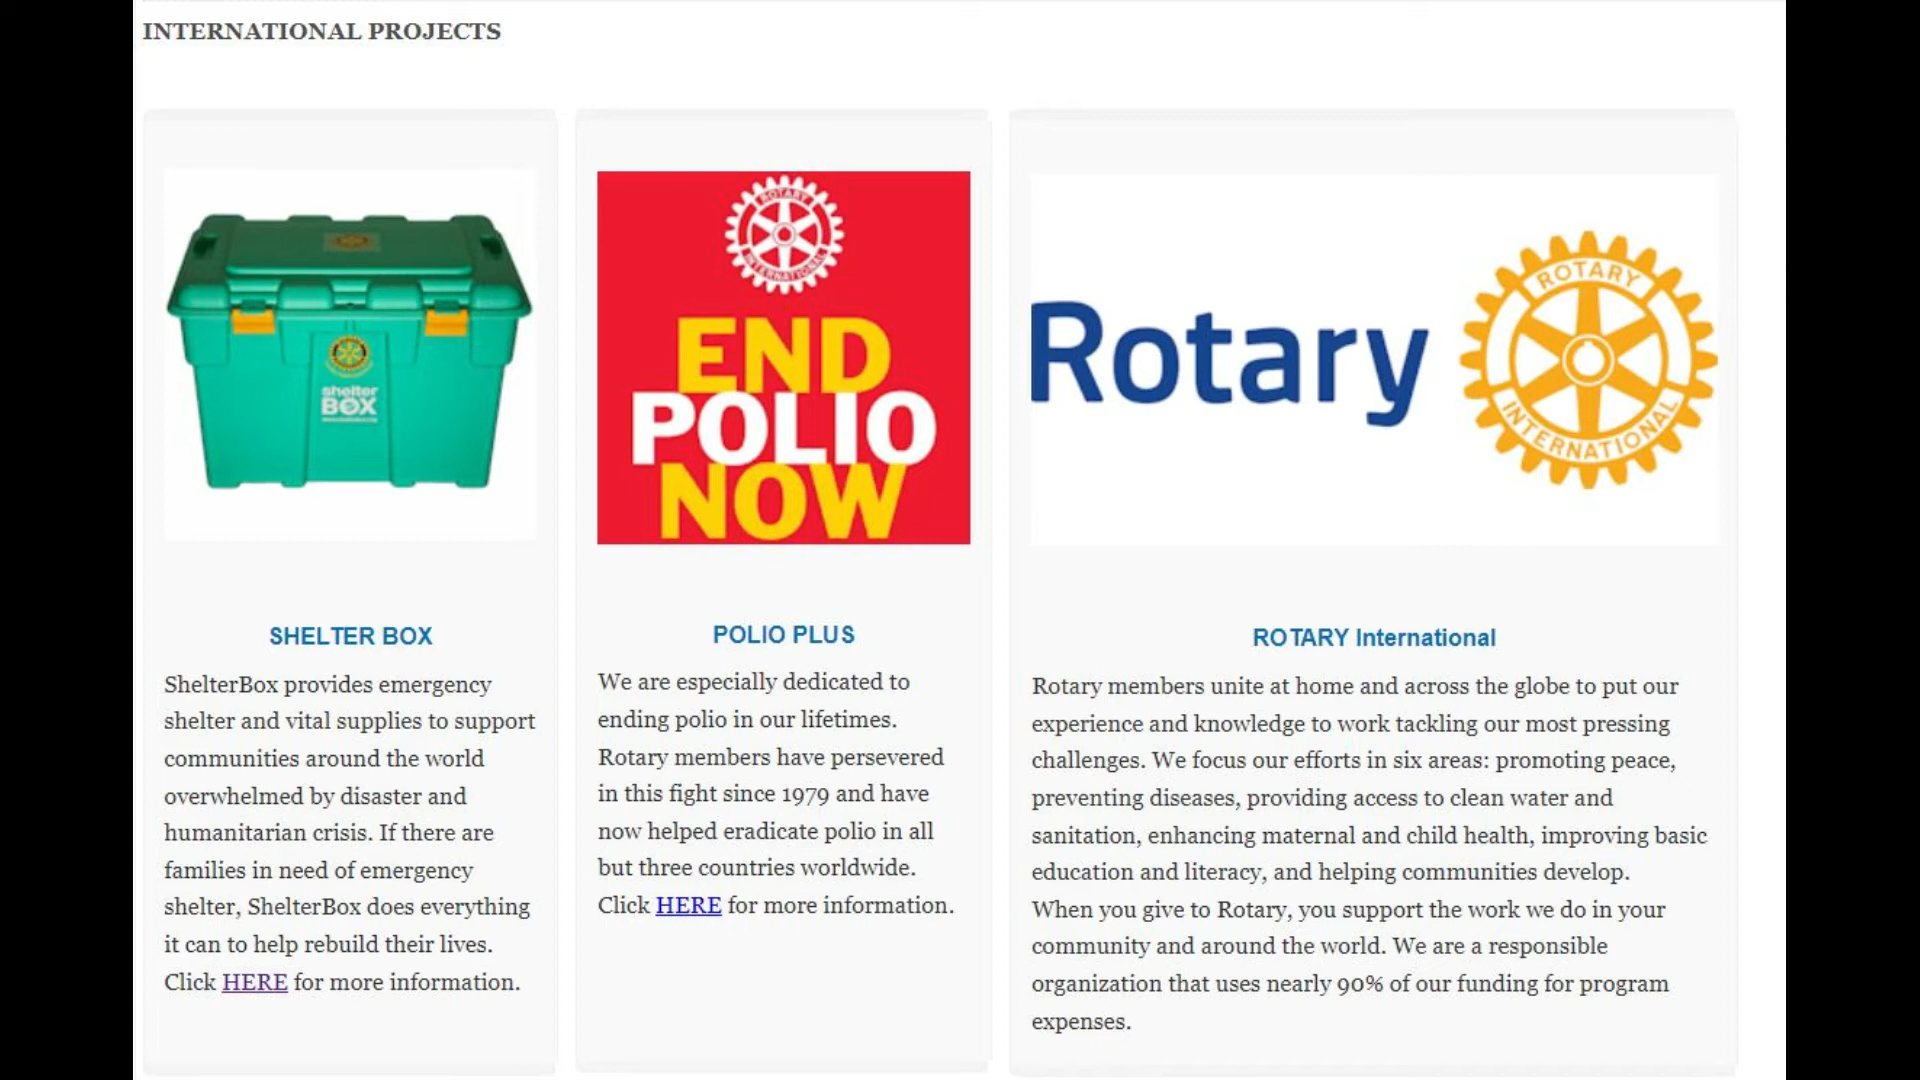 INTERNATIONAL PROJECTS
shelter
BOX
SHELTER BOX
ShelterBox provides emergency
shelter and vital supplies to support
communities around the world
overwhelmed by disaster and
humanitarian crisis. If there are
families in need of emergency
shelter, ShelterBox does everything
it can to help rebuild their lives.
Click HERE for more information.
ROTARY
INTERNATIONAL
END
POLIO
NOW
POLIO PLUS
We are especially dedicated to
ending polio in our lifetimes.
Rotary members have persevered
in this fight since 1979 and have
now helped eradicate polio in all
but three countries worldwide.
Click HERE for more information.
Rotary
ROTARY
INTERNATIONAL
ROTARY International
Rotary members unite at home and across the globe to put our
experience and knowledge to work tackling our most pressing
challenges. We focus our efforts in six areas: promoting peace,
preventing diseases, providing access to clean water and
sanitation, enhancing maternal and child health, improving basic
education and literacy, and helping communities develop.
When you give to Rotary, you support the work we do in your
community and around the world. We are a responsible
organization that uses nearly 90% of our funding for program
expenses.